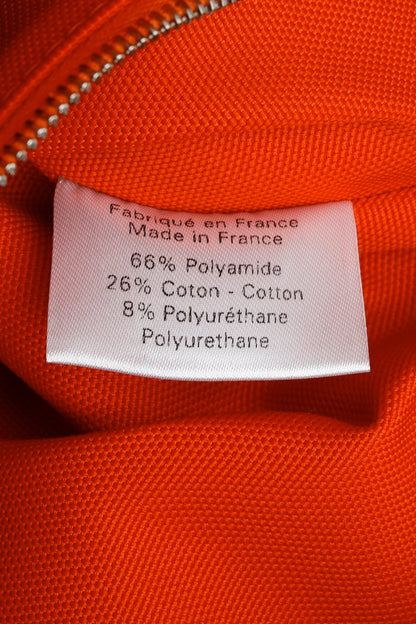 Fabriqué en France
Made in France
66% Polyamide
26% Coton - Cotton
8% Polyuréthane
Polyurethane